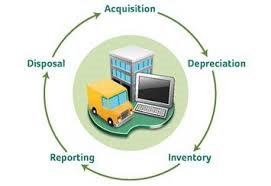 Acquisition
Depreciation
Inventory
Reporting
Disposal